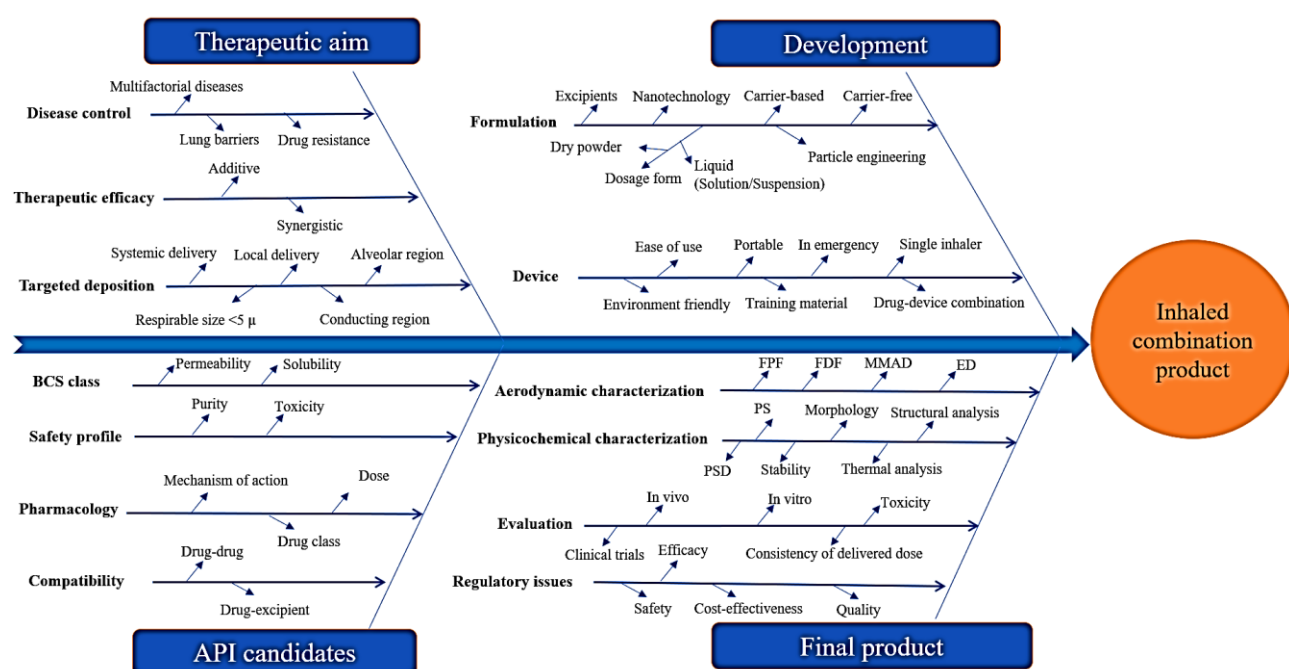 Therapeutic aim
Development
Multifactorial diseases
Disease control
Lung barriers
Drug resistance
Additive
Therapeutic efficacy
Synergistic
Systemic delivery
Local delivery
Alveolar region
Targeted deposition
Respirable size <5 µ
Conducting region
Excipients
Nanotechnology
Carrier-based
Carrier-free
Formulation
Dry powder
Dosage form
Liquid
(Solution/Suspension)
Particle engineering
Ease of use
Portable
In emergency
Single inhaler
Device
Environment friendly
Training material
Drug-device combination
Inhaled
combination
product
Permeability
Solubility
BCS class
Purity
Toxicity
Safety profile
Mechanism of action
Dose
Pharmacology
Drug class
Drug-drug
Compatibility
Drug-excipient
FPF
FDF
MMAD
ED
Aerodynamic characterization
PS
Morphology
Structural analysis
Physicochemical characterization
PSD
Stability
Thermal analysis
In vivo
In vitro
Toxicity
Evaluation
Clinical trials
Consistency of delivered dose
Efficacy
Regulatory issues
Safety
Cost-effectiveness
Quality
API candidates
Final product